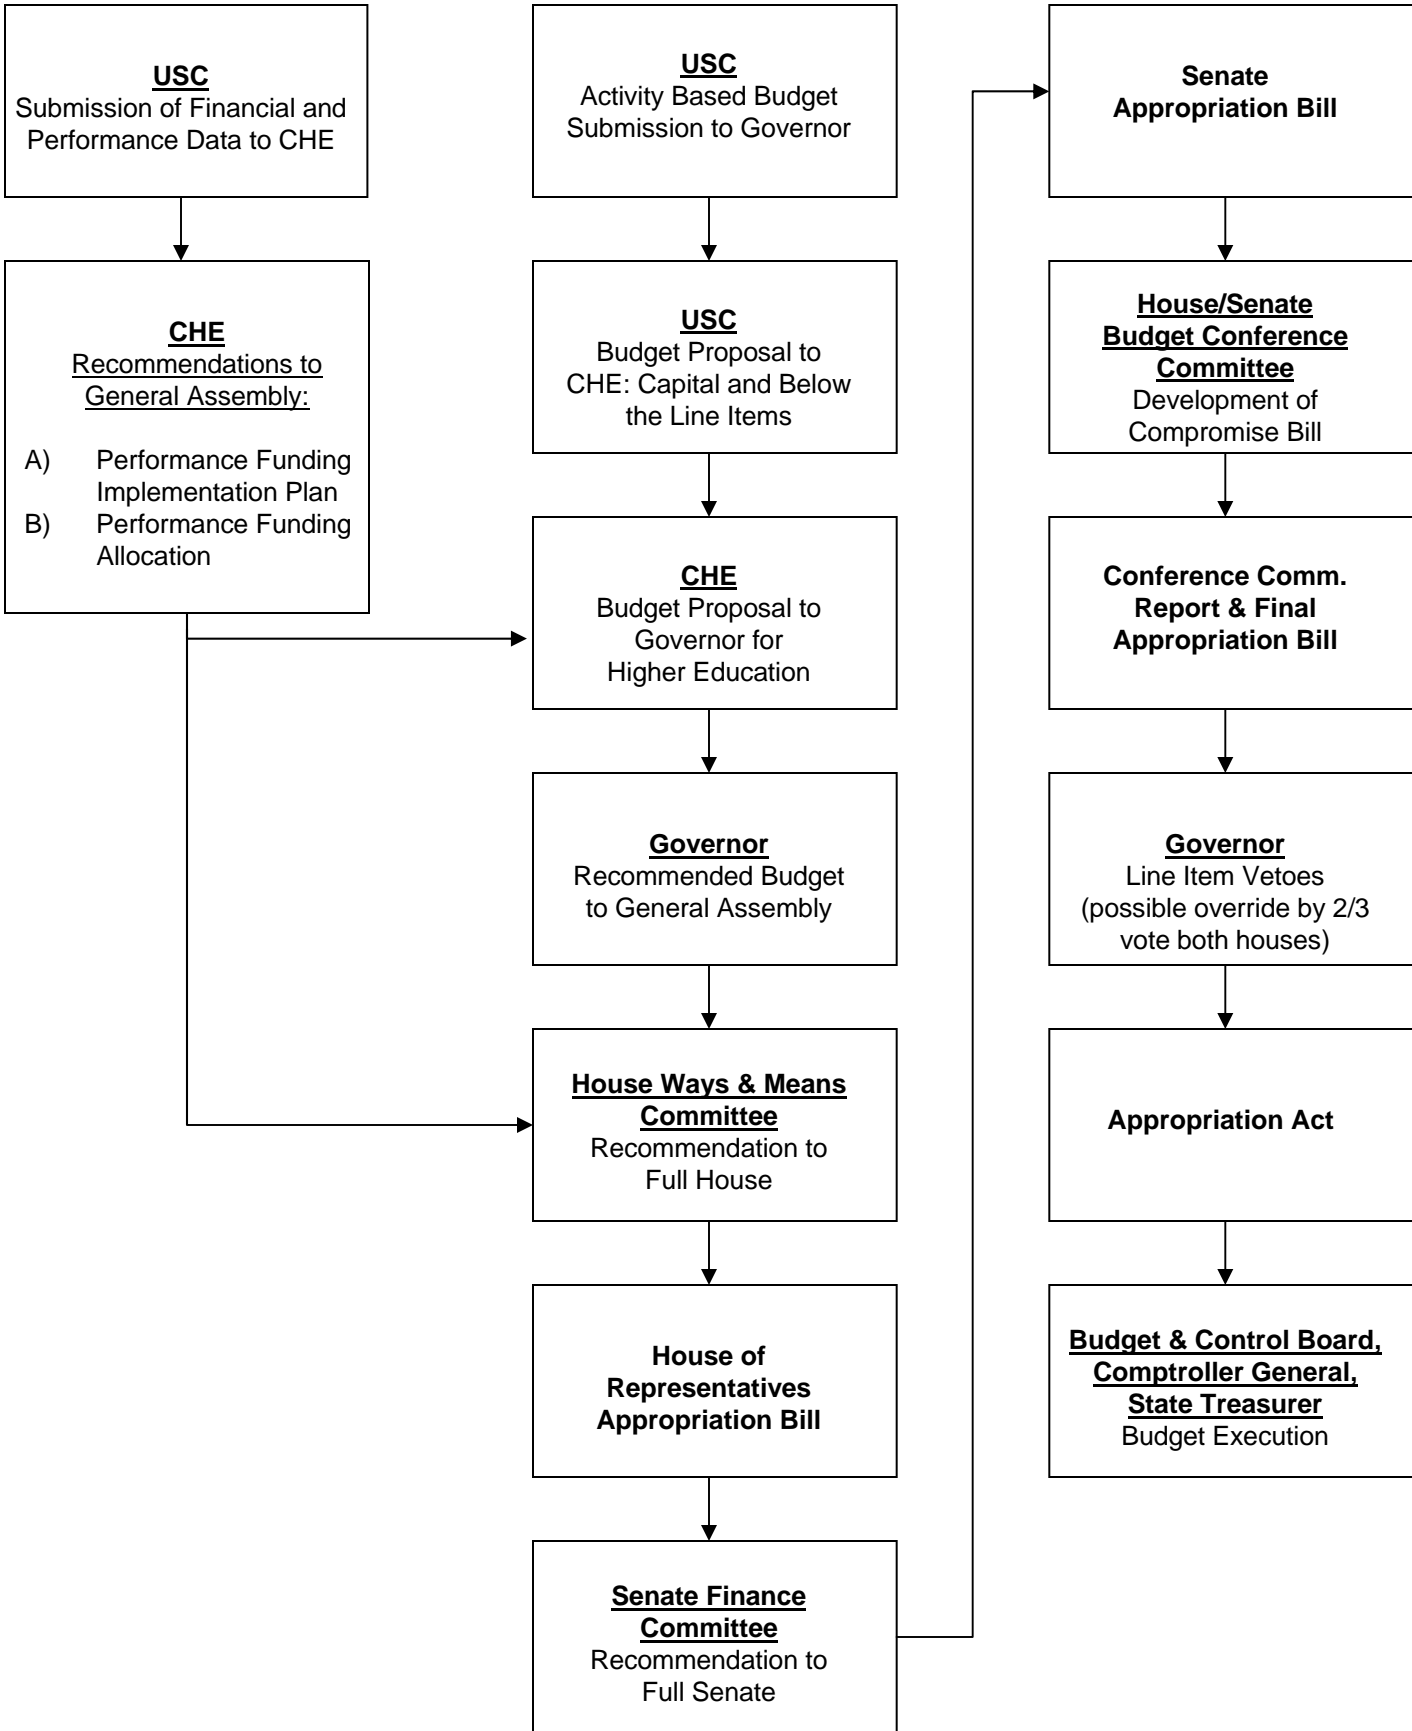 USC
Submission of Financial and
Performance Data to CHE
CHE
Recommendations to
General Assembly:
A) Performance Funding
Implementation Plan
B) Performance Funding
Allocation
USC
Activity Based Budget
Submission to Governor
USC
Budget Proposal to
CHE: Capital and Below
the Line Items
CHE
Budget Proposal to
Governor for
Higher Education
Governor
Recommended Budget
to General Assembly
House Ways & Means
Committee
Recommendation to
Full House
House of
Representatives
Appropriation Bill
Senate Finance
Committee
Recommendation to
Full Senate
Senate
Appropriation Bill
House/Senate
Budget Conference
Committee
Development of
Compromise Bill
Conference Comm.
Report & Final
Appropriation Bill
Governor
Line Item Vetoes
(possible override by 2/3
vote both houses)
Appropriation Act
Budget & Control Board,
Comptroller General,
State Treasurer
Budget Execution